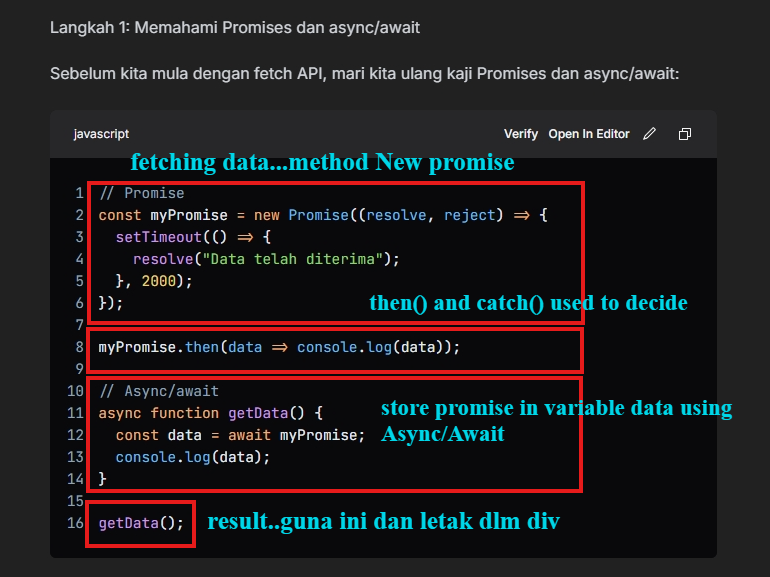 Langkah 1: Memahami Promises dan async/await
Sebelum kita mula dengan fetch API, mari kita ulang kaji Promises dan async/await:
javascript Verify Open In Editor
fetching data...method New promise
1 // Promise
2 const myPromise = new Promise((resolve, reject) => {
3 setTimeout(() => {
4 resolve("Data telah diterima");
5 }, 2000);
6 });
then() and catch() used to decide
7
8 myPromise.then(data => console.log(data));
9
10 // Async/await
11 async function getData() {
store promise in variable data using
12 const data = await myPromise;
Async/Await
13 console.log(data);
14 }
15
16 getData();
result..guna ini dan letak dlm div